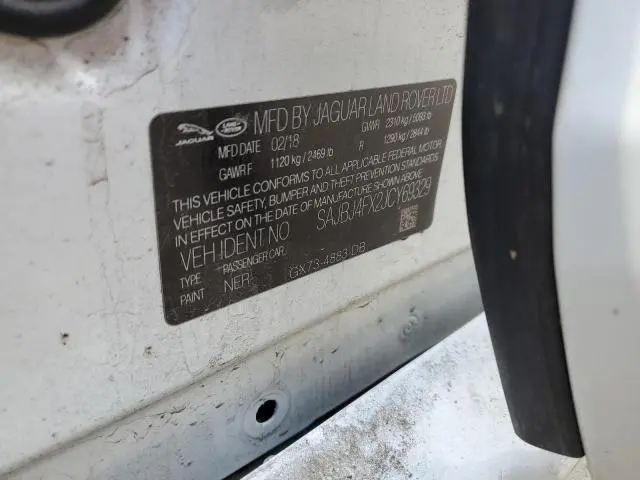 JAGUAR LAND ROVER MFD BY JAGUAR LAND ROVER LTD
MFD DATE 02/18 GVWR 2310 kg / 5093 lb
GAWR F 1120 kg / 2469 lb R 1290 kg / 2844 lb
THIS VEHICLE CONFORMS TO ALL APPLICABLE FEDERAL MOTOR
VEHICLE SAFETY, BUMPER AND THEFT PREVENTION STANDARDS
IN EFFECT ON THE DATE OF MANUFACTURE SHOWN ABOVE
VEH IDENT. NO SAJBJ4FX2JCY69329
TYPE PASSENGER CAR
PAINT NER GX73-4883 DB